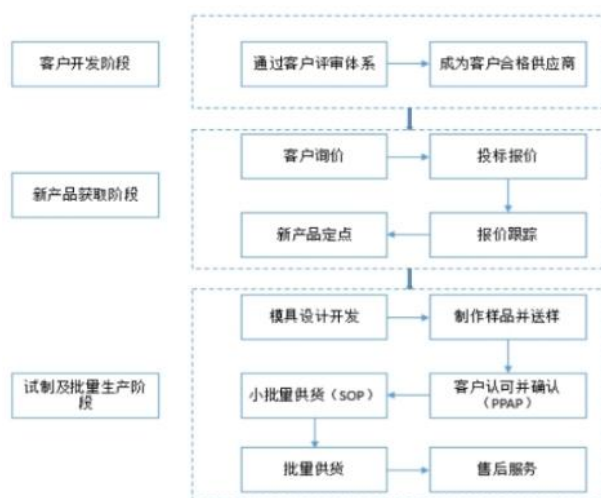 客户开发阶段
通过客户评审体系
成为客户合格供应商
客户询价
投标报价
新产品获取阶段
新产品定点
报价跟踪
模具设计开发
制作样品并送样
试制及批量生产阶
段
小批量供货（SOP）
客户认可并确认
（PPAP）
批量供货
售后服务